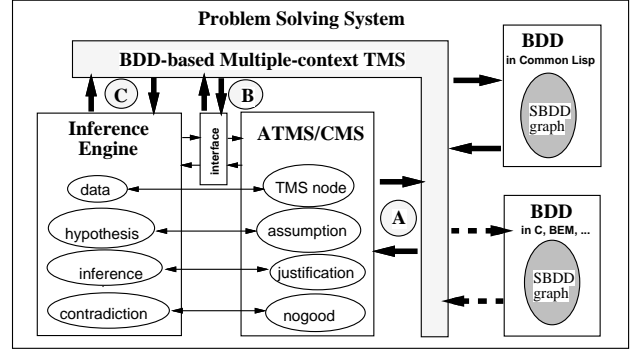 Problem Solving System
BDD-based Multiple-context TMS
C
B
A
Inference
Engine
data
hypothesis
inference
contradiction
interface
ATMS/CMS
TMS node
assumption
justification
nogood
BDD
in Common Lisp
SBDD
graph
BDD
in C, BEM, ...
SBDD
graph